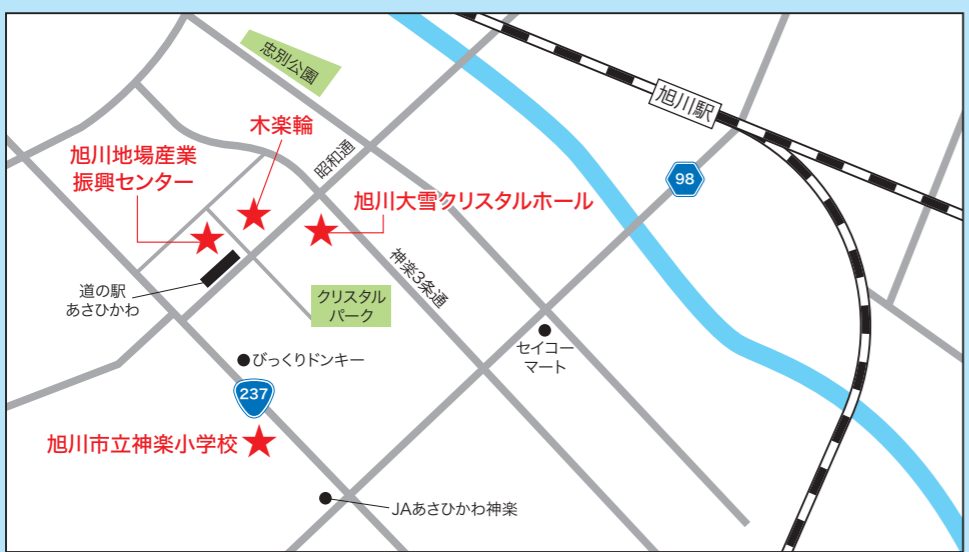 忠別公園
旭川駅
木楽輪
昭和通
旭川地場産業
振興センター
98
旭川大雪クリスタルホール
神楽3条通
道の駅
あさひかわ
クリスタル
パーク
セイコー
マート
びっくりドンキー
237
旭川市立神楽小学校
JAあさひかわ神楽